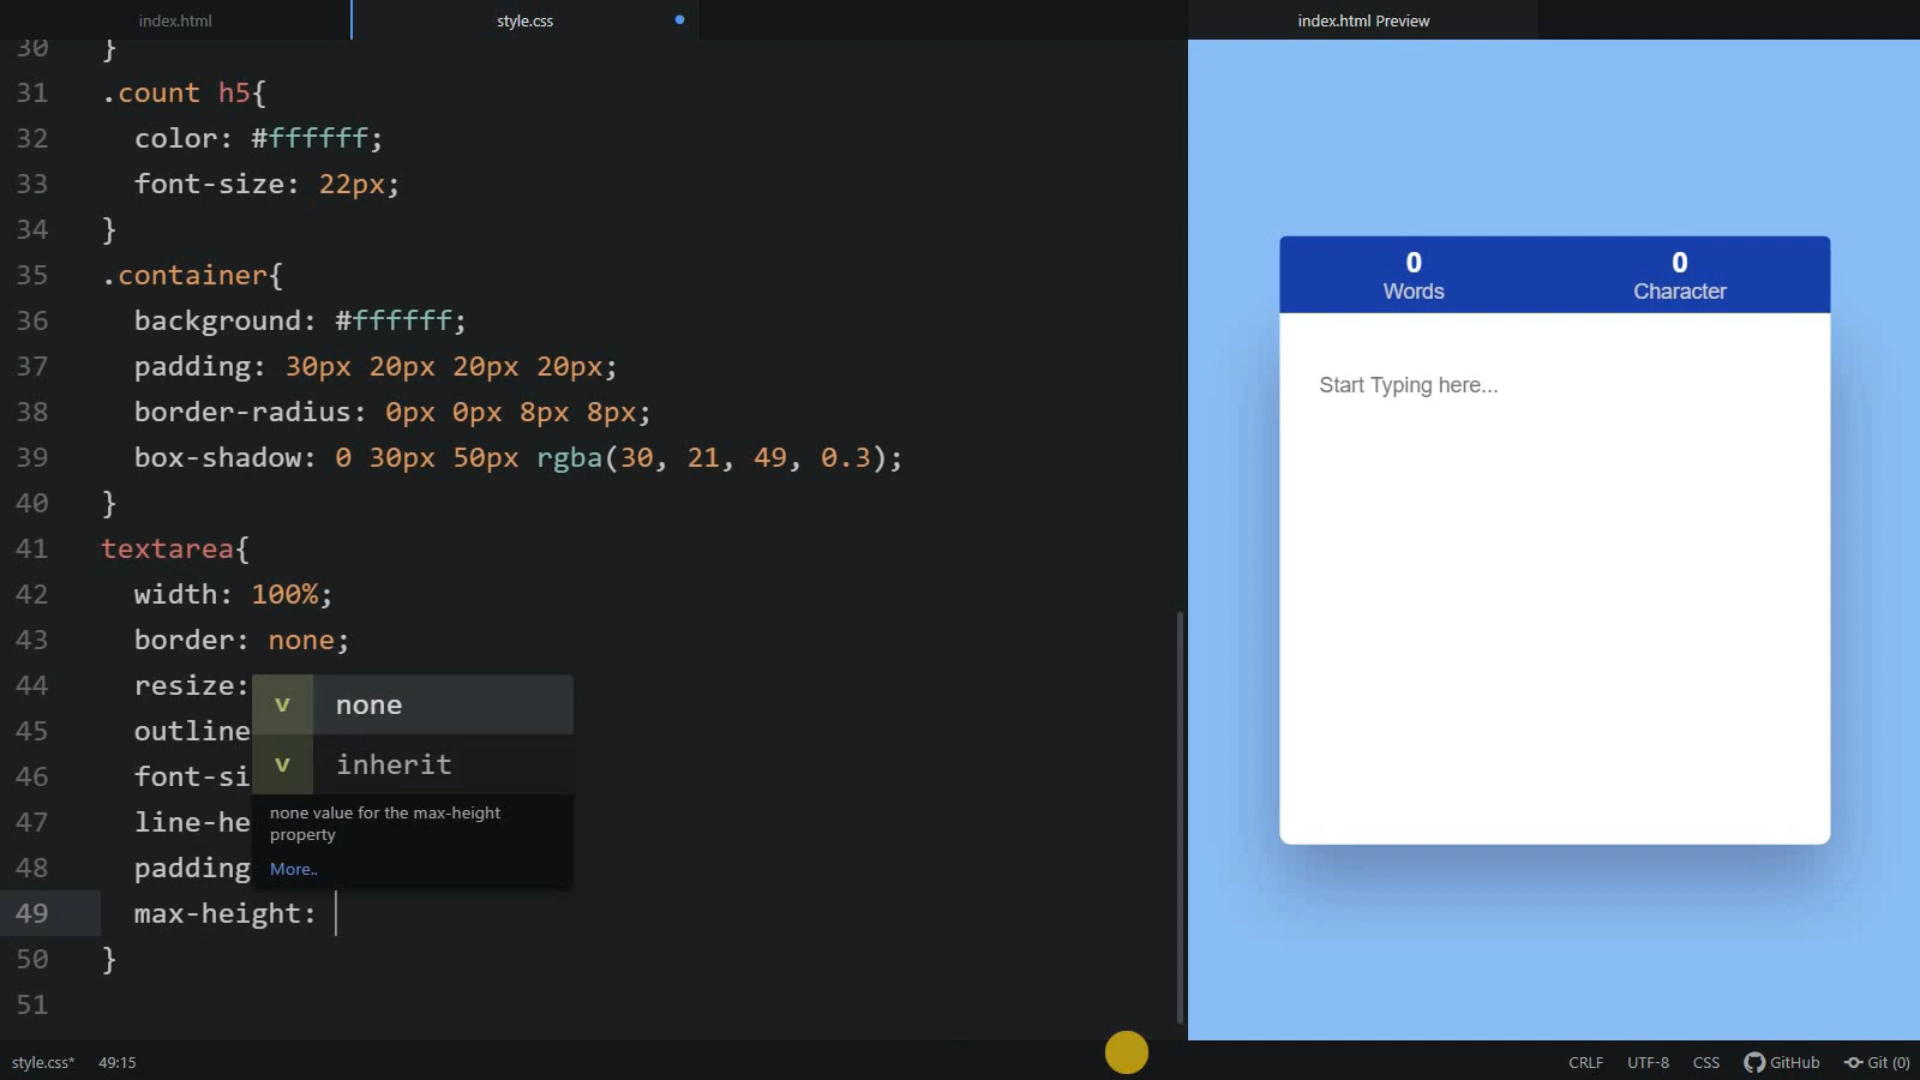 index.html
style.css
index.html Preview
30 }
31 .count h5{
32 color: #ffffff;
33 font-size: 22px;
34 }
35 .container{
36 background: #ffffff;
37 padding: 30px 20px 20px 20px;
38 border-radius: 0px 0px 8px 8px;
39 box-shadow: 0 30px 50px rgba(30, 21, 49, 0.3);
40 }
41 textarea{
42 width: 100%;
43 border: none;
44 resize:
45 outline
46 font-si
47 line-he
48 padding
49 max-height:
50 }
51
v none
v inherit
none value for the max-height
property
More..
0
Words
0
Character
Start Typing here...
style.css* 49:15
CRLF UTF-8 CSS GitHub Git (0)